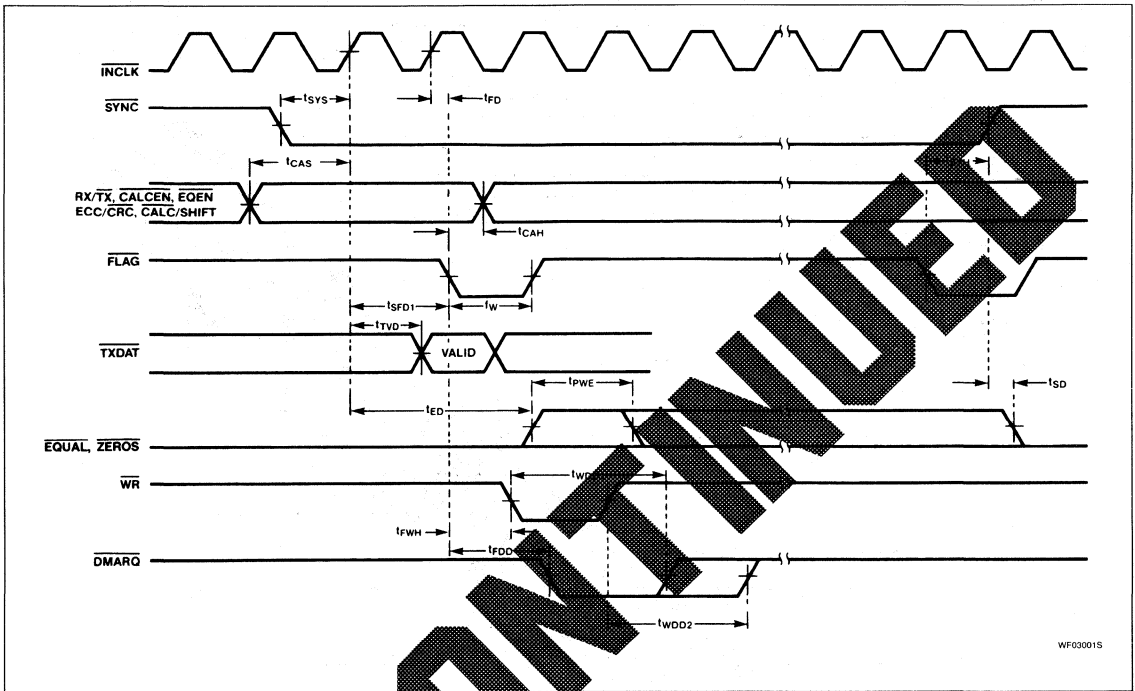 INCLK
tSYS
tFD
SYNC
tCAS
RX/TX, CALCEN, EQEN
ECC/CRC, CALC/SHIFT
tCAH
FLAG
tSFD1
tW
tTVD
TXDAT
VALID
tPWE
tSD
tED
EQUAL, ZEROS
WR
tFWH
tFDD
DMARQ
tWDD2
WF03001S
ONTINUED